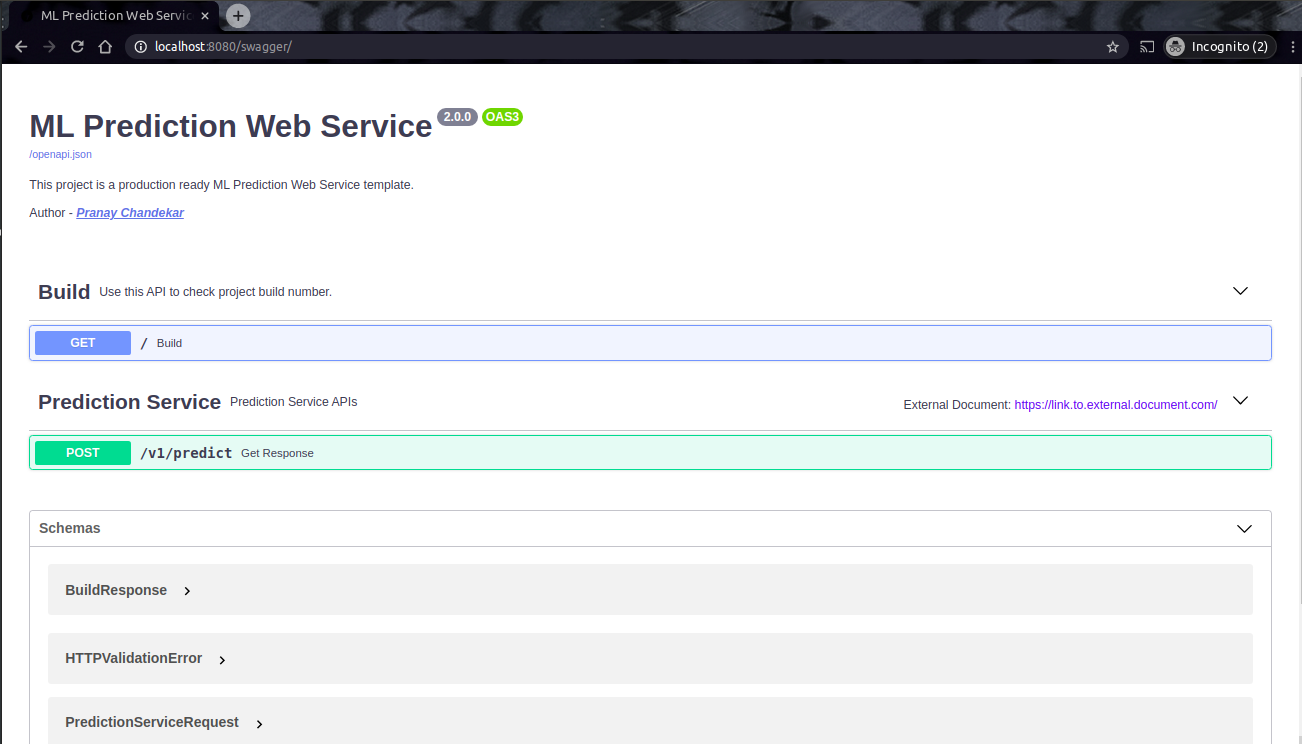 ML Prediction Web Servic
localhost:8080/swagger/
Incognito (2)
ML Prediction Web Service 2.0.0 OAS3
/openapi.json
This project is a production ready ML Prediction Web Service template.
Author - Pranay Chandekar
Build Use this API to check project build number.
GET / Build
Prediction Service Prediction Service APIs External Document: https://link.to.external.document.com/
POST /v1/predict Get Response
Schemas
BuildResponse
HTTPValidationError
PredictionServiceRequest